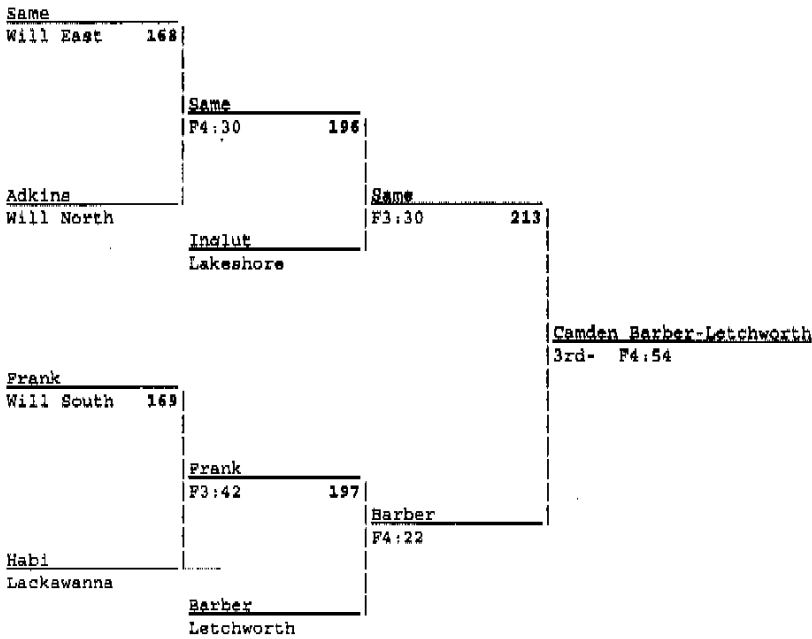 Same
Will East 168
Same
F4:30 196
Adkins
Will North
Same
F3:30 213
Inglut
Lakeshore
Camden Barber-Letchworth
3rd- F4:54
Frank
Will South 169
Frank
F3:42 197
Barber
F4:22
Habi
Lackawanna
Barber
Letchworth